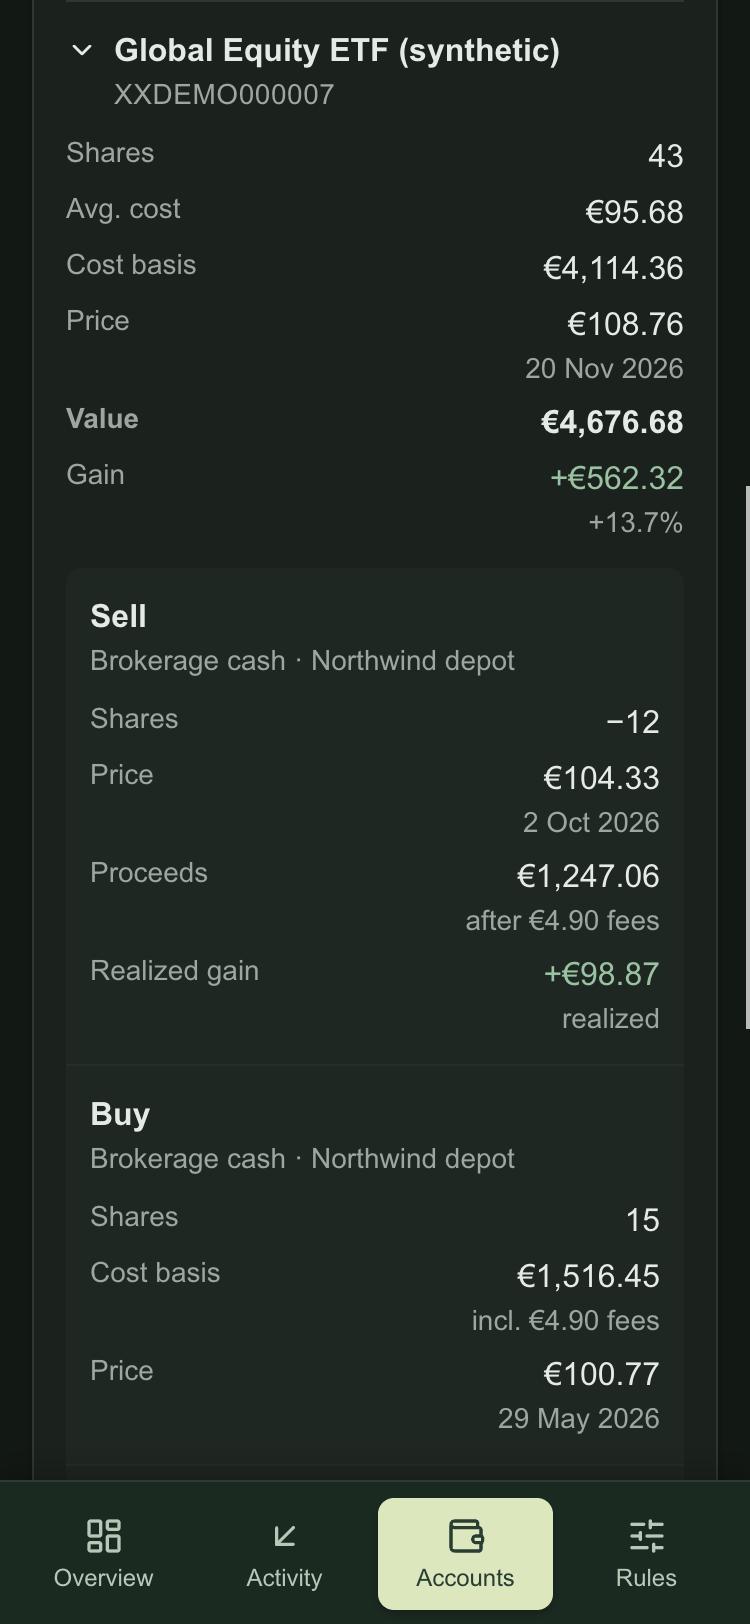 Global Equity ETF (synthetic)
XXDEMO000007
Shares 43
Avg. cost €95.68
Cost basis €4,114.36
Price €108.76
20 Nov 2026
Value €4,676.68
Gain +€562.32
+13.7%
Sell
Brokerage cash · Northwind depot
Shares −12
Price €104.33
2 Oct 2026
Proceeds €1,247.06
after €4.90 fees
Realized gain +€98.87
realized
Buy
Brokerage cash · Northwind depot
Shares 15
Cost basis €1,516.45
incl. €4.90 fees
Price €100.77
29 May 2026
Overview Activity Accounts Rules